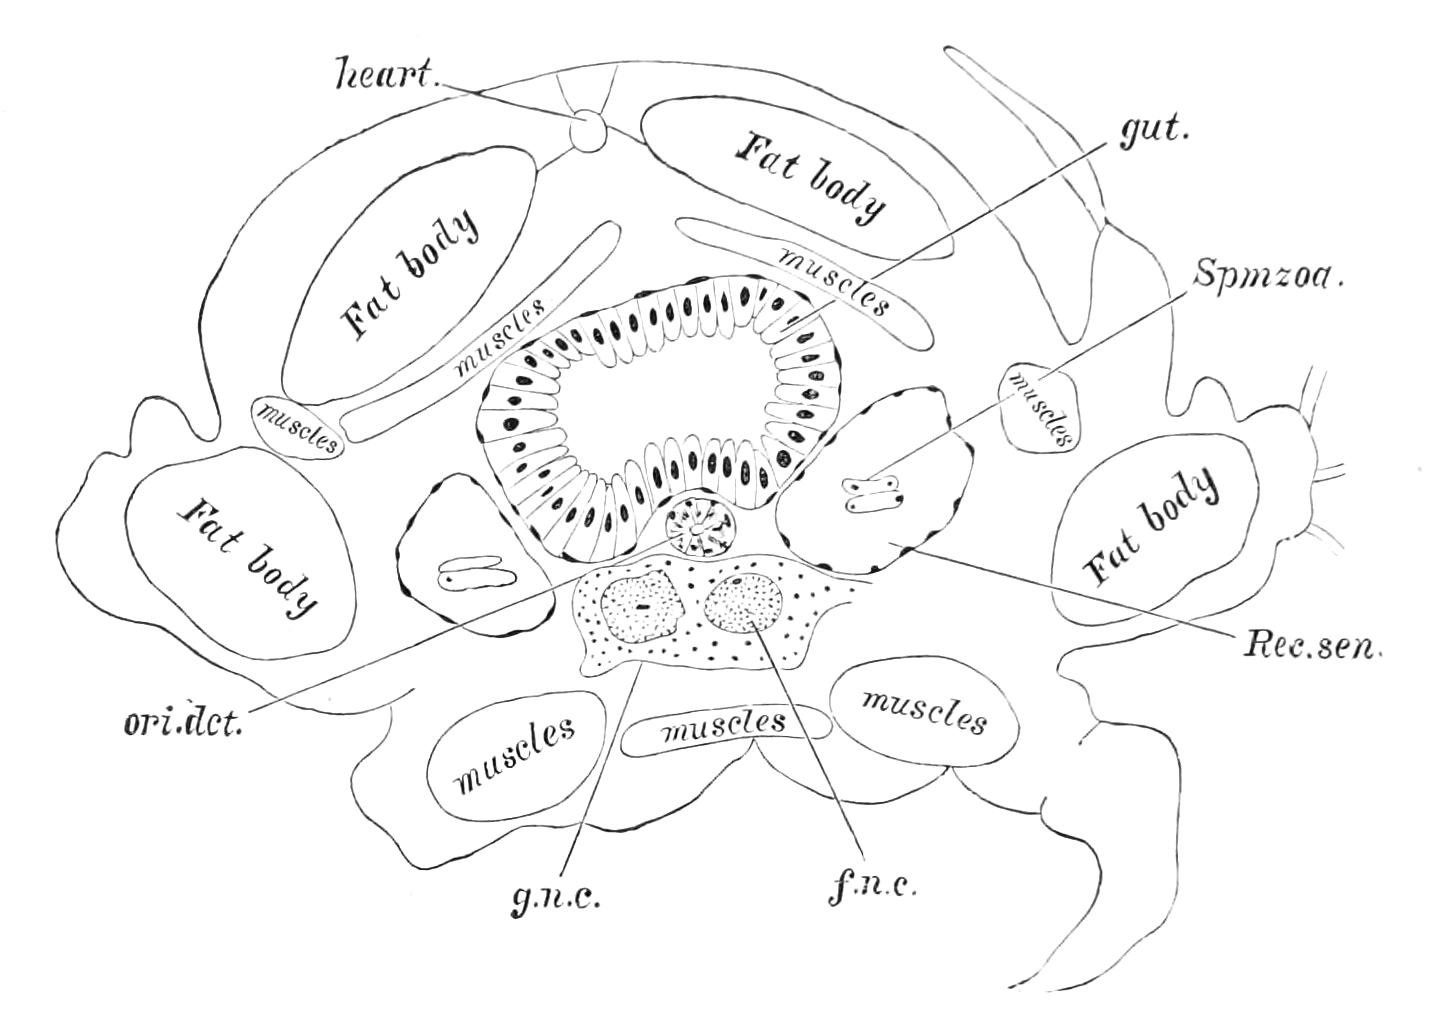 heart.
gut.
Fat body
Fat body
muscles
Spmzoa.
muscles
muscles
muscles
Fat body
Fat body
Rec.sen.
ori.dct.
muscles
muscles
muscles
g.n.c.
f.n.c.